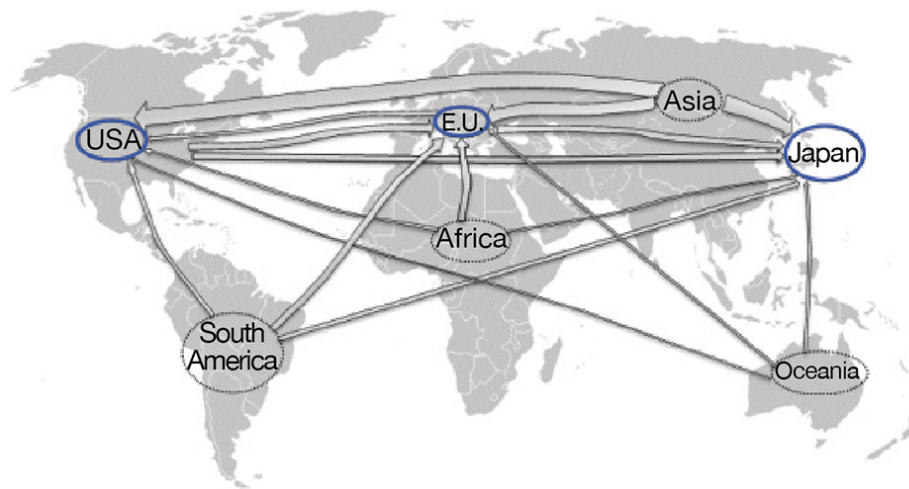 Asia
USA
E.U.
Japan
Africa
South
America
Oceania